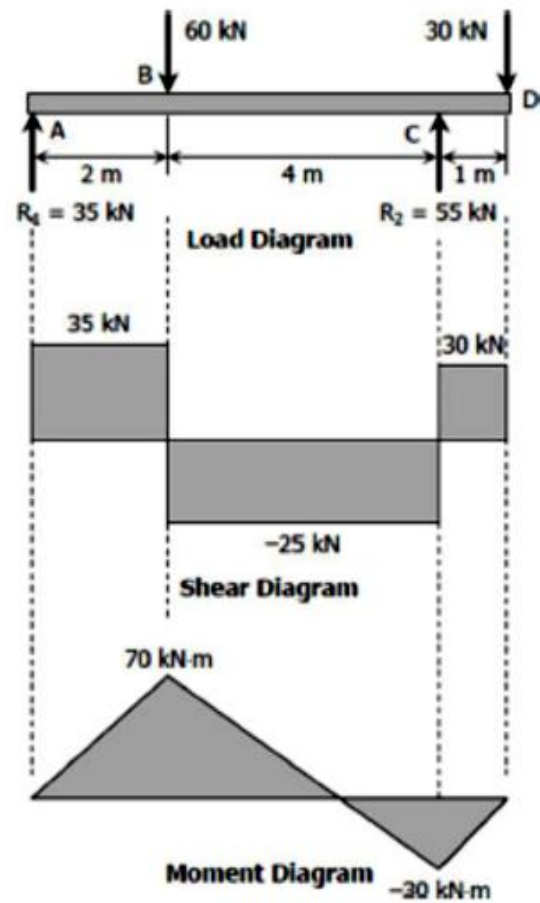 60 kN 30 kN
B
D
A
C
2 m 4 m 1 m
R₁ = 35 kN R₂ = 55 kN
Load Diagram
35 kN
30 kN
−25 kN
Shear Diagram
70 kN·m
Moment Diagram
−30 kN·m